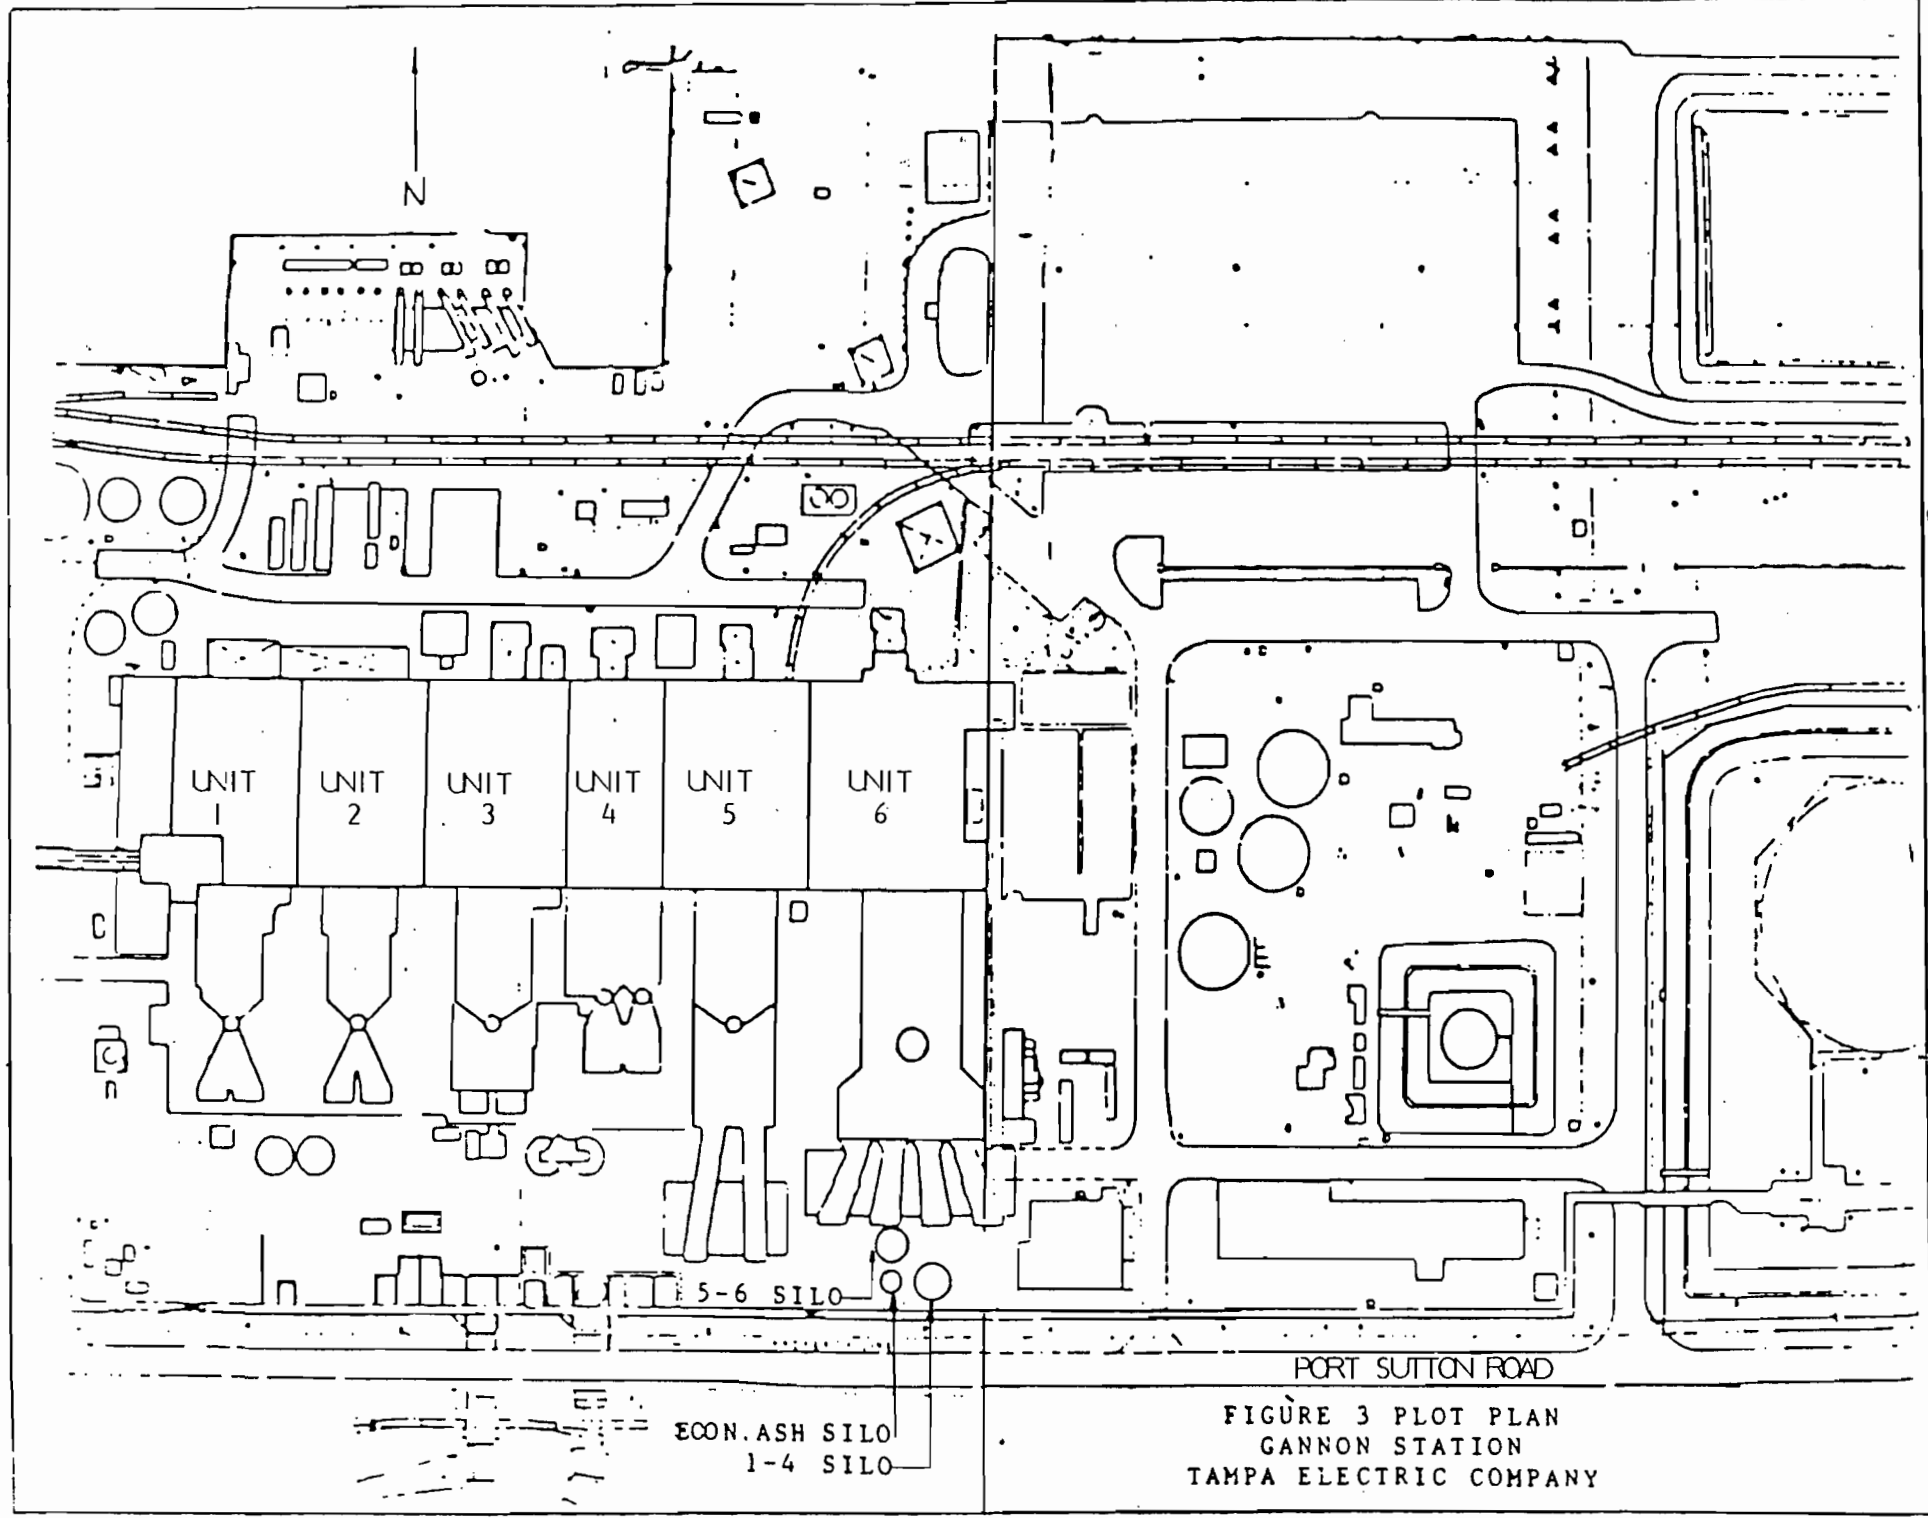 N
UNIT
1
UNIT
2
UNIT
3
UNIT
4
UNIT
5
UNIT
6
5-6 SILO
ECON. ASH SILO
1-4 SILO
PORT SUTTON ROAD
FIGURE 3 PLOT PLAN
GANNON STATION
TAMPA ELECTRIC COMPANY